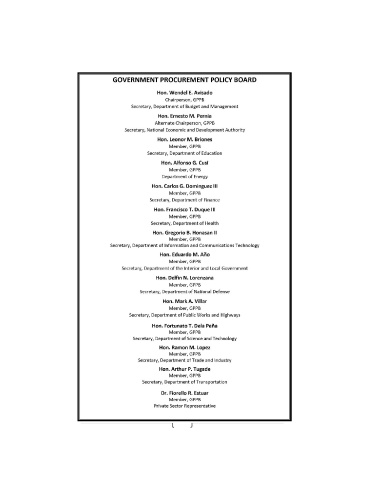 GOVERNMENT PROCUREMENT POLICY BOARD
Hon. Wendel E. Avisado
Chairperson, GPPB
Secretary, Department of Budget and Management
Hon. Ernesto M. Pernia
Alternate Chairperson, GPPB
Secretary, National Economic and Development Authority
Hon. Leonor M. Briones
Member, GPPB
Secretary, Department of Education
Hon. Alfonso G. Cusi
Member, GPPB
Department of Energy
Hon. Carlos G. Dominguez III
Member, GPPB
Secretary, Department of Finance
Hon. Francisco T. Duque III
Member, GPPB
Secretary, Department of Health
Hon. Gregorio B. Honasan II
Member, GPPB
Secretary, Department of Information and Communications Technology
Hon. Eduardo M. Año
Member, GPPB
Secretary, Department of the Interior and Local Government
Hon. Delfin N. Lorenzana
Member, GPPB
Secretary, Department of National Defense
Hon. Mark A. Villar
Member, GPPB
Secretary, Department of Public Works and Highways
Hon. Fortunato T. Dela Peña
Member, GPPB
Secretary, Department of Science and Technology
Hon. Ramon M. Lopez
Member, GPPB
Secretary, Department of Trade and Industry
Hon. Arthur P. Tugade
Member, GPPB
Secretary, Department of Transportation
Dr. Fiorello R. Estuar
Member, GPPB
Private Sector Representative